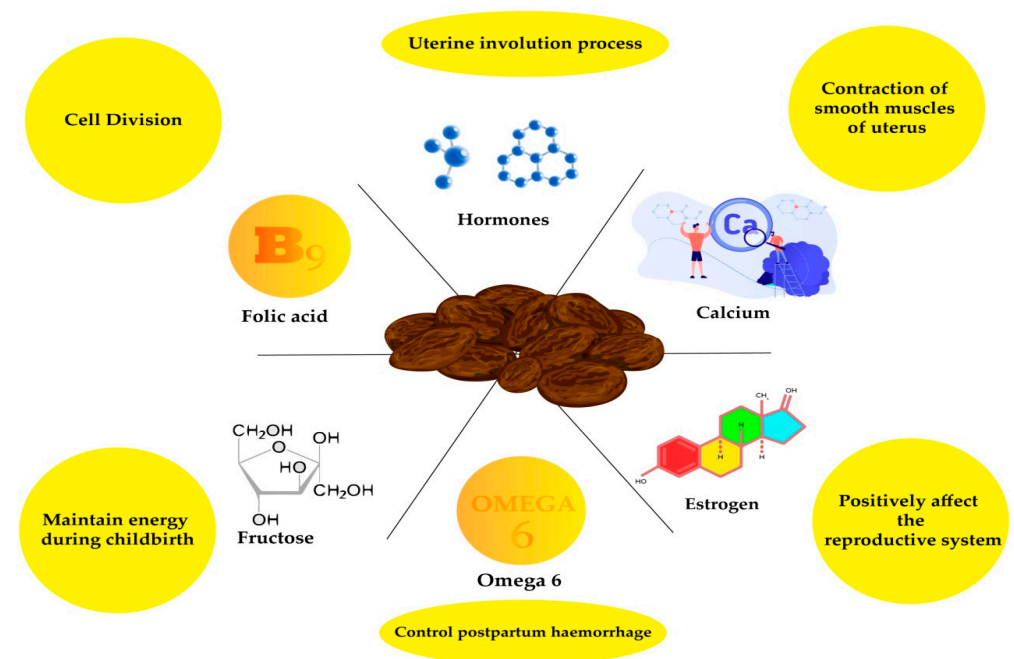 Uterine involution process
Cell Division
Contraction of
smooth muscles
of uterus
Hormones
B9
Folic acid
Ca
Calcium
CH2OH
O
OH
HO
CH2OH
OH
Fructose
OMEGA
6
Omega 6
OH
CH
H
H
H
HO
Estrogen
Maintain energy
during childbirth
Positively affect
the
reproductive system
Control postpartum haemorrhage